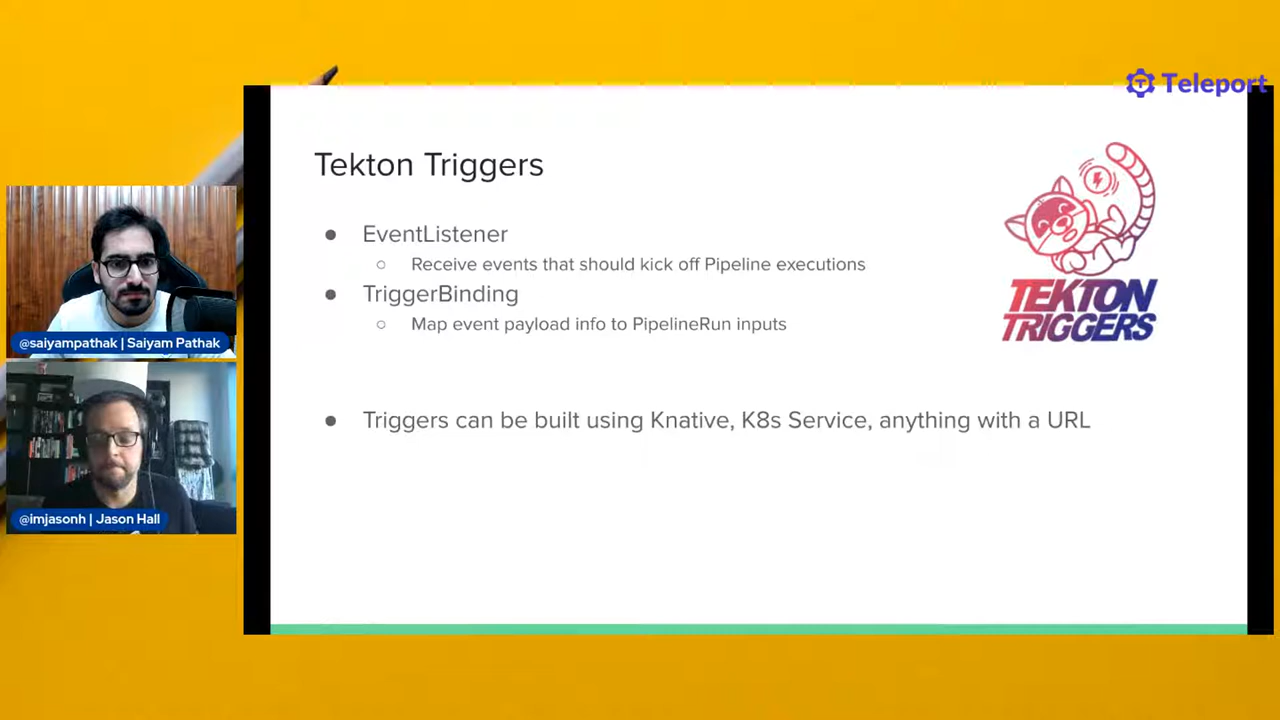 Teleport
Tekton Triggers
● EventListener
○ Receive events that should kick off Pipeline executions
● TriggerBinding
○ Map event payload info to PipelineRun inputs
TEKTON
TRIGGERS
● Triggers can be built using Knative, K8s Service, anything with a URL
@saiyampathak | Saiyam Pathak
@imjasonh | Jason Hall